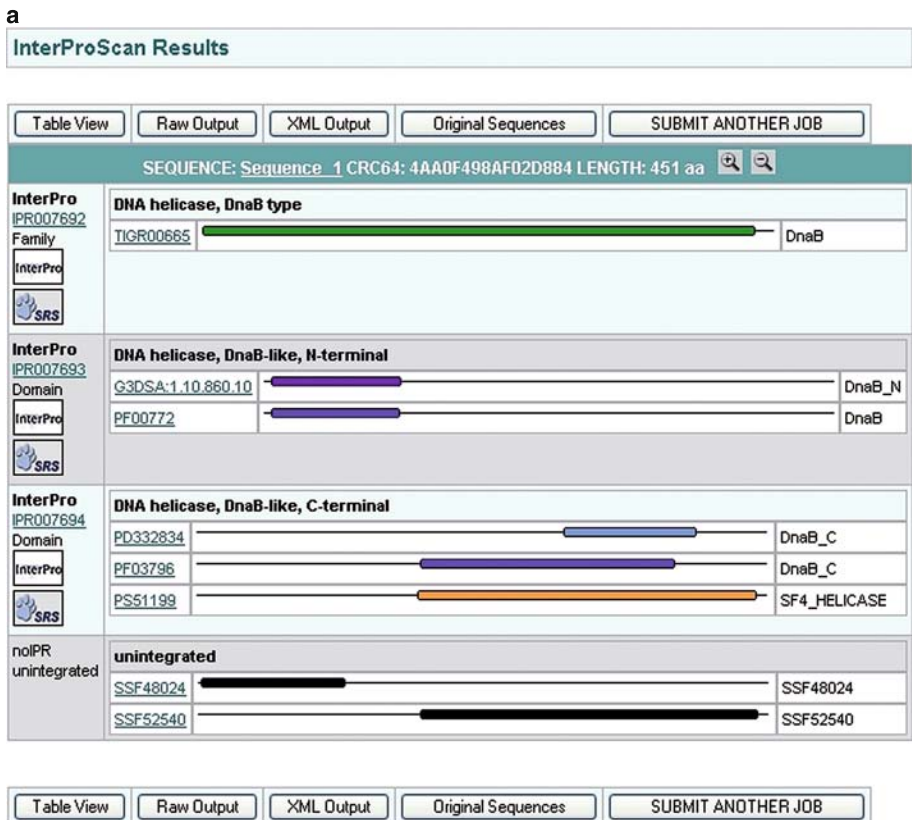 a
InterProScan Results
Table View Raw Output XML Output Original Sequences SUBMIT ANOTHER JOB
SEQUENCE: Sequence_1 CRC64: 4AA0F498AF02D884 LENGTH: 451 aa
InterPro
IPR007692
Family
InterPro
SRS
DNA helicase, DnaB type
TIGR00665 DnaB
InterPro
IPR007693
Domain
InterPro
SRS
DNA helicase, DnaB-like, N-terminal
G3DSA:1.10.860.10 DnaB_N
PF00772 DnaB
InterPro
IPR007694
Domain
InterPro
SRS
DNA helicase, DnaB-like, C-terminal
PD332834 DnaB_C
PF03796 DnaB_C
PS51199 SF4_HELICASE
noIPR
unintegrated
unintegrated
SSF48024 SSF48024
SSF52540 SSF52540
Table View Raw Output XML Output Original Sequences SUBMIT ANOTHER JOB